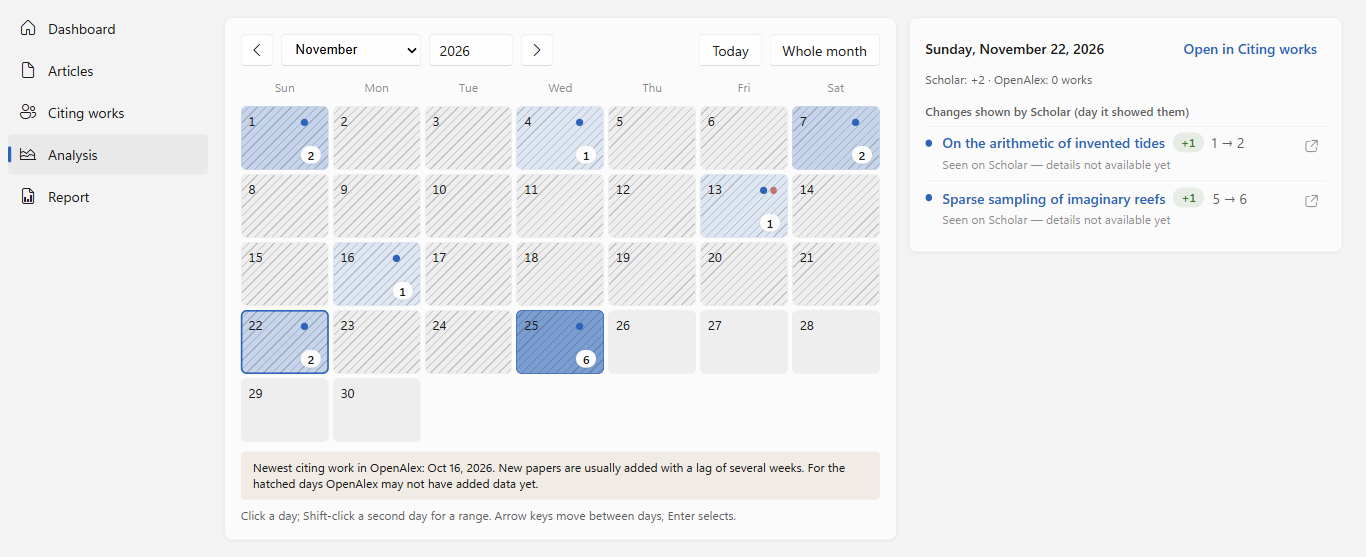 Dashboard
Articles
Citing works
Analysis
Report
November
2026
Today
Whole month
Sun Mon Tue Wed Thu Fri Sat
1 2 3 4 5 6 7
2 1 2
8 9 10 11 12 13 14
1
15 16 17 18 19 20 21
1
22 23 24 25 26 27 28
2 6
29 30
Newest citing work in OpenAlex: Oct 16, 2026. New papers are usually added with a lag of several weeks. For the
hatched days OpenAlex may not have added data yet.
Click a day; Shift-click a second day for a range. Arrow keys move between days, Enter selects.
Sunday, November 22, 2026 Open in Citing works
Scholar: +2 · OpenAlex: 0 works
Changes shown by Scholar (day it showed them)
On the arithmetic of invented tides +1 1 → 2
Seen on Scholar — details not available yet
Sparse sampling of imaginary reefs +1 5 → 6
Seen on Scholar — details not available yet